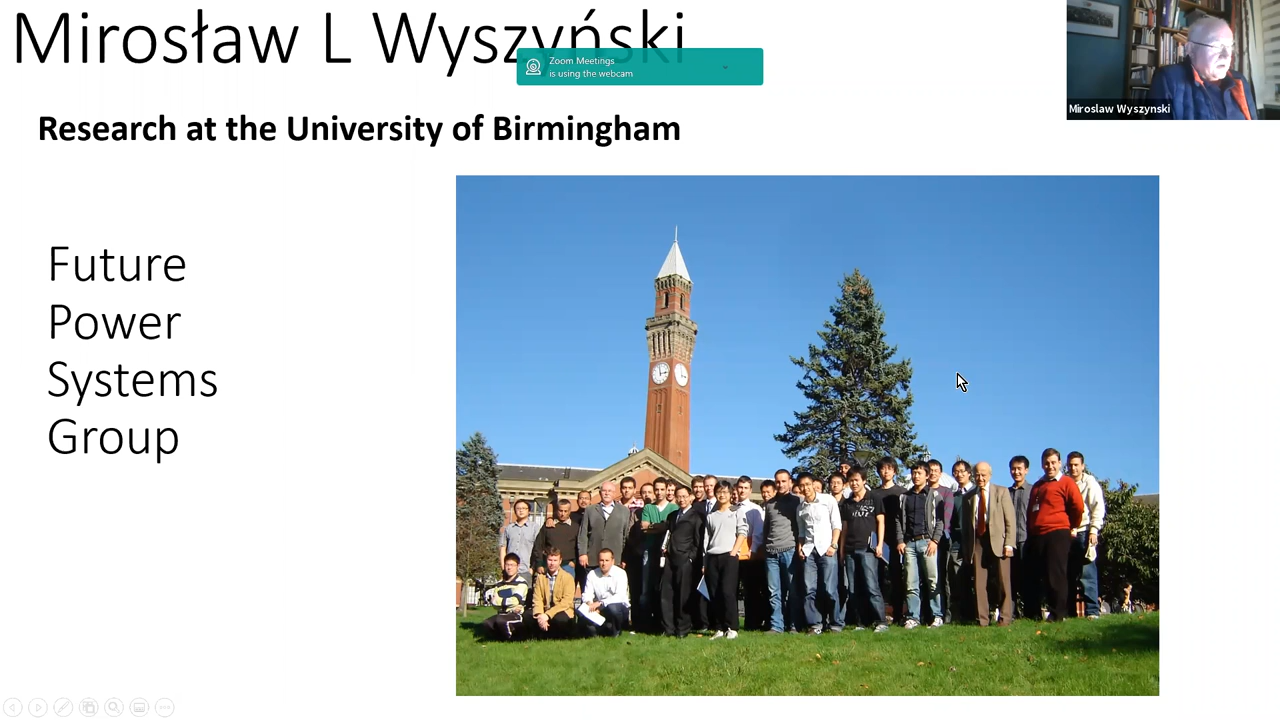 Mirosław L Wyszyński
Zoom Meetings
is using the webcam
Miroslaw Wyszynski
Research at the University of Birmingham
Future
Power
Systems
Group